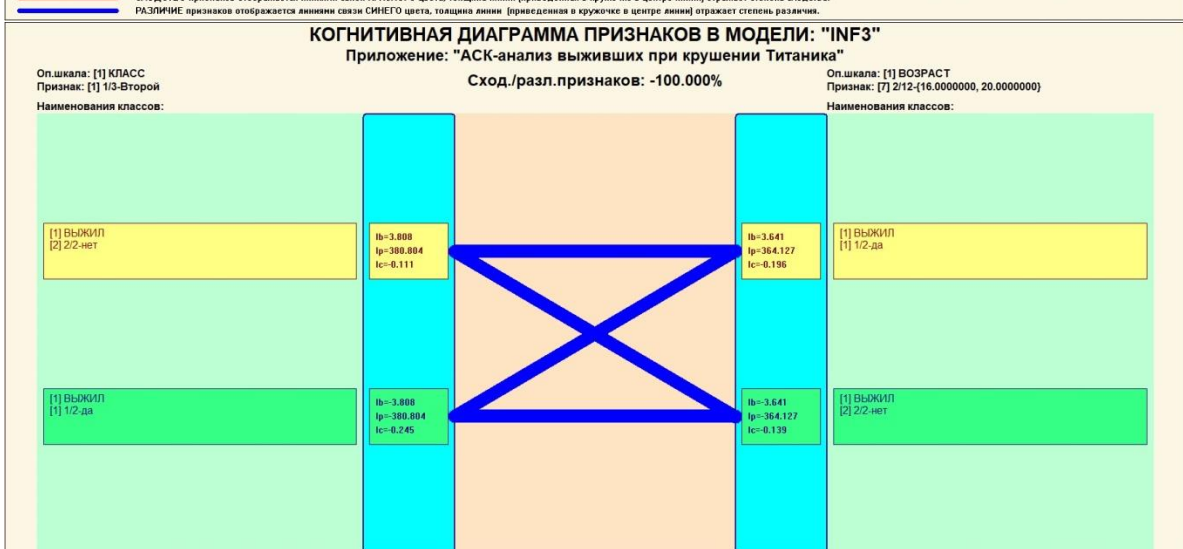 РАЗЛИЧИЕ признаков отображается линиями связи СИНЕГО цвета, толщина линии (приведенная в кружочке в центре линии) отражает степень различия.
КОГНИТИВНАЯ ДИАГРАММА ПРИЗНАКОВ В МОДЕЛИ: "INF3"
Приложение: "АСК-анализ выживших при крушении Титаника"
Оп.шкала: [1] КЛАСС
Признак: [1] 1/3-Второй
Сход./разл.признаков: -100.000%
Оп.шкала: [1] ВОЗРАСТ
Признак: [7] 2/12-{16.0000000, 20.0000000}
Наименования классов:
Наименования классов:
[1] ВЫЖИЛ
[2] 2/2-нет
Ib=3.808
Ip=380.804
Ic=-0.111
Ib=3.641
Ip=364.127
Ic=-0.196
[1] ВЫЖИЛ
[1] 1/2-да
[1] ВЫЖИЛ
[1] 1/2-да
Ib=-3.808
Ip=-380.804
Ic=-0.245
Ib=-3.641
Ip=-364.127
Ic=-0.139
[1] ВЫЖИЛ
[2] 2/2-нет